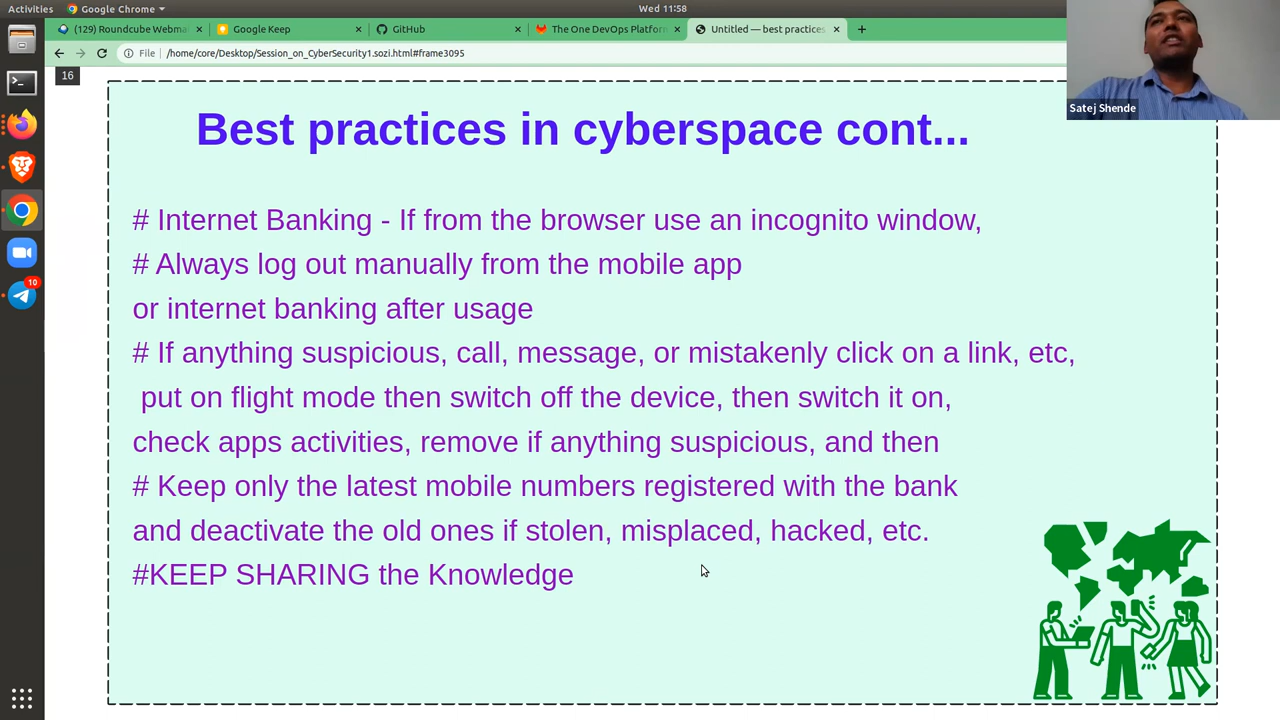 Activities
Google Chrome
Wed 11:58
(129) Roundcube Webma
Google Keep
GitHub
The One DevOps Platfor
Untitled — best practices
File
/home/core/Desktop/Session_on_CyberSecurity1.sozi.html#frame3095
16
Satej Shende
Best practices in cyberspace cont...
# Internet Banking - If from the browser use an incognito window,
# Always log out manually from the mobile app
or internet banking after usage
# If anything suspicious, call, message, or mistakenly click on a link, etc,
put on flight mode then switch off the device, then switch it on,
check apps activities, remove if anything suspicious, and then
# Keep only the latest mobile numbers registered with the bank
and deactivate the old ones if stolen, misplaced, hacked, etc.
#KEEP SHARING the Knowledge
10